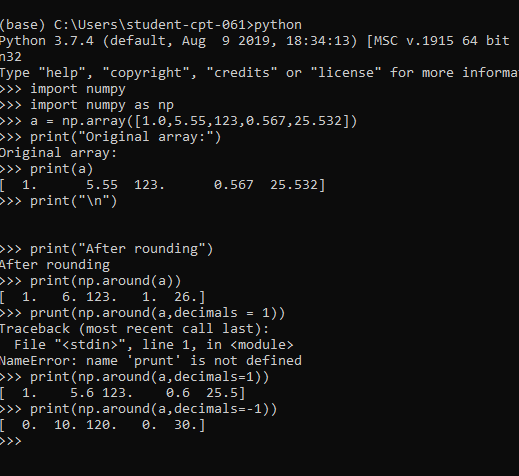 (base) C:\Users\student-cpt-061>python
Python 3.7.4 (default, Aug  9 2019, 18:34:13) [MSC v.1915 64 bit
n32
Type "help", "copyright", "credits" or "license" for more informa
>>> import numpy
>>> import numpy as np
>>> a = np.array([1.0,5.55,123,0.567,25.532])
>>> print("Original array:")
Original array:
>>> print(a)
[  1.      5.55  123.      0.567  25.532]
>>> print("\n")
>>> print("After rounding")
After rounding
>>> print(np.around(a))
[  1.   6. 123.   1.  26.]
>>> prunt(np.around(a,decimals = 1))
Traceback (most recent call last):
  File "<stdin>", line 1, in <module>
NameError: name 'prunt' is not defined
>>> print(np.around(a,decimals=1))
[  1.    5.6 123.    0.6  25.5]
>>> print(np.around(a,decimals=-1))
[  0.  10. 120.   0.  30.]
>>>